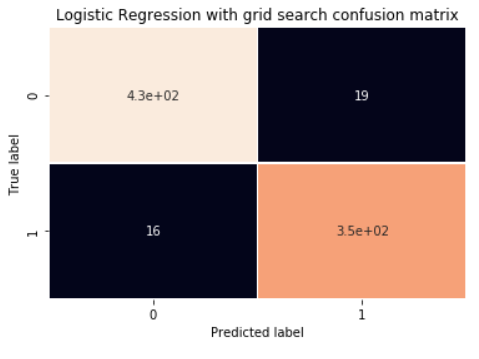 Logistic Regression with grid search confusion matrix
0
4.3e+02
19
True label
1
16
3.5e+02
0
1
Predicted label